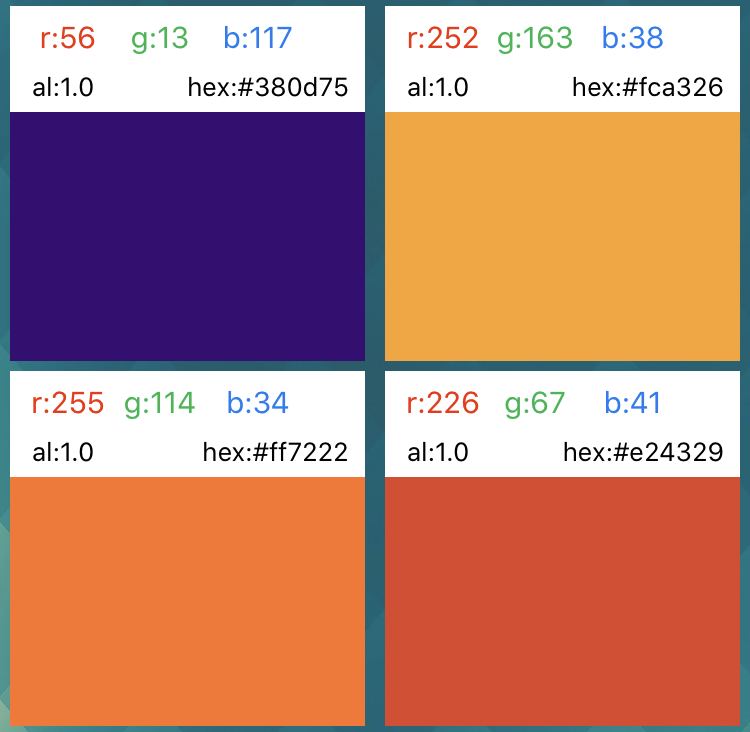 r:56 g:13 b:117
al:1.0 hex:#380d75
r:252 g:163 b:38
al:1.0 hex:#fca326
r:255 g:114 b:34
al:1.0 hex:#ff7222
r:226 g:67 b:41
al:1.0 hex:#e24329